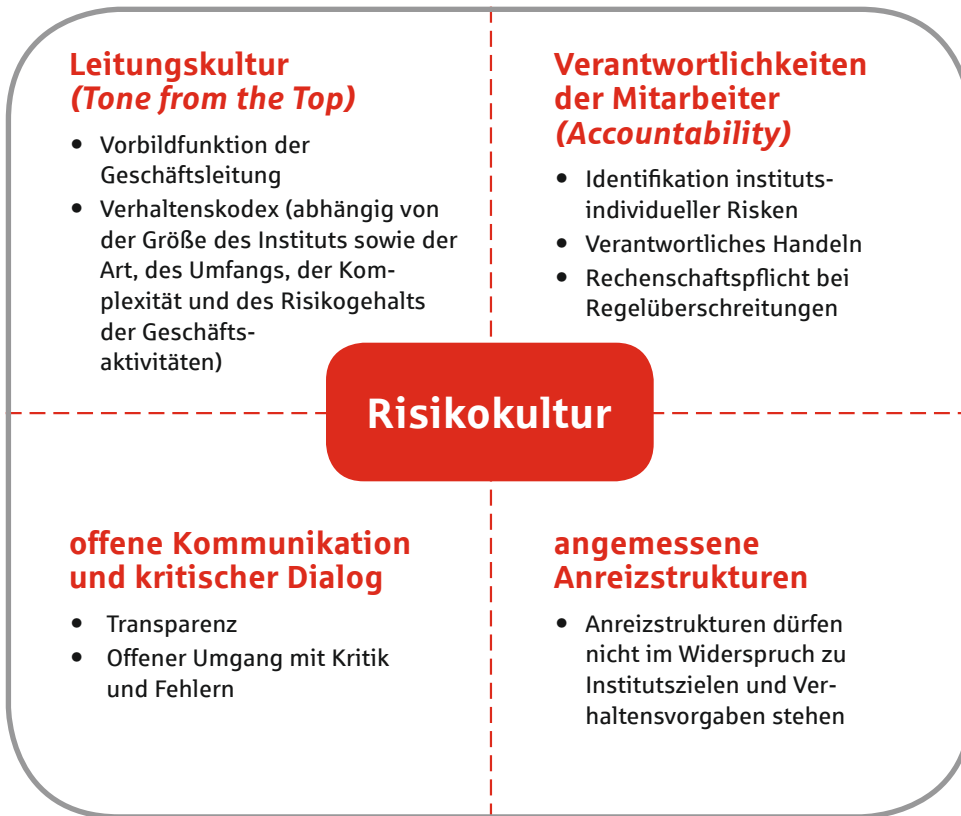 Leitungskultur
(Tone from the Top)
• Vorbildfunktion der
Geschäftsleitung
• Verhaltenskodex (abhängig von
der Größe des Instituts sowie der
Art, des Umfangs, der Kom-
plexität und des Risikogehalts
der Geschäfts-
aktivitäten)
Verantwortlichkeiten
der Mitarbeiter
(Accountability)
• Identifikation instituts-
individueller Risken
• Verantwortliches Handeln
• Rechenschaftspflicht bei
Regelüberschreitungen
Risikokultur
offene Kommunikation
und kritischer Dialog
• Transparenz
• Offener Umgang mit Kritik
und Fehlern
angemessene
Anreizstrukturen
• Anreizstrukturen dürfen
nicht im Widerspruch zu
Institutszielen und Ver-
haltensvorgaben stehen